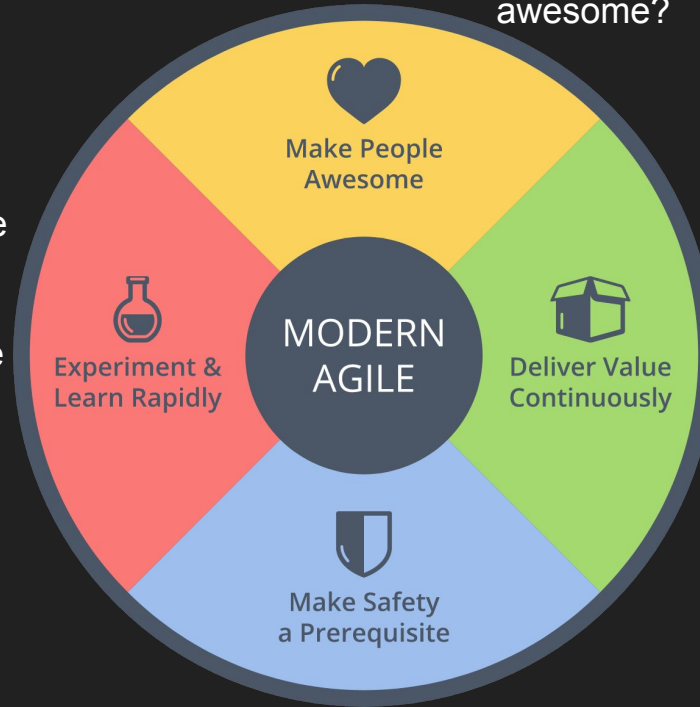 awesome?
Make People
Awesome
MODERN
AGILE
Experiment &
Learn Rapidly
Deliver Value
Continuously
Make Safety
a Prerequisite